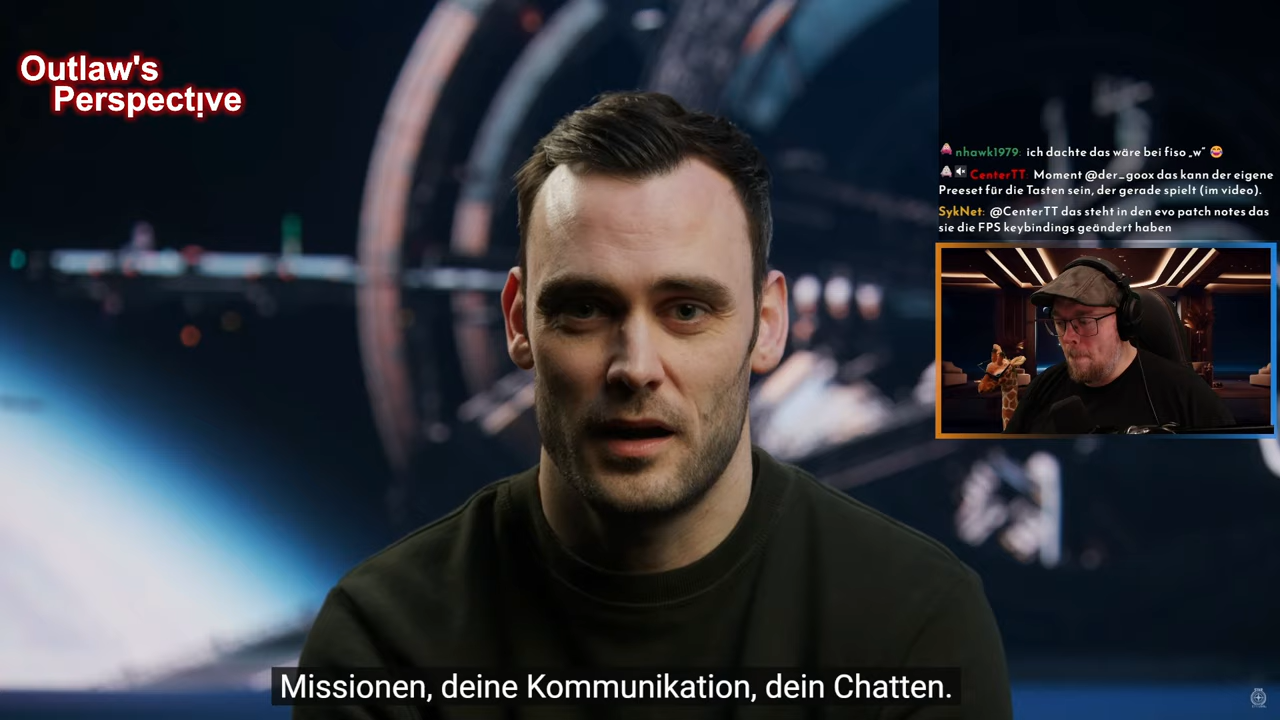 Outlaw's
Perspective
nhawk1979: ich dachte das wäre bei fiso „w" 😄
CenterTT: Moment @der_goox das kann der eigene
Preeset für die Tasten sein, der gerade spielt (im video).
SykNet: @CenterTT das steht in den evo patch notes das
sie die FPS keybindings geändert haben
Missionen, deine Kommunikation, dein Chatten.